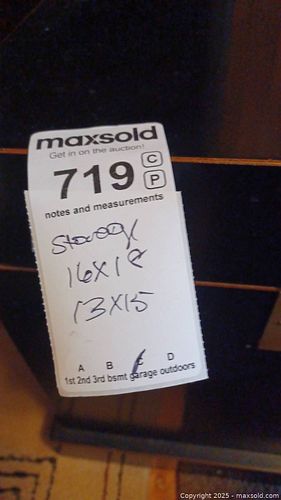 maxsold
Get in on the auction!
719 C
P
notes and measurements
Storage
13X15
A B C D
1st 2nd 3rd bsmt garage outdoors
Copyright 2025 - maxsold.com